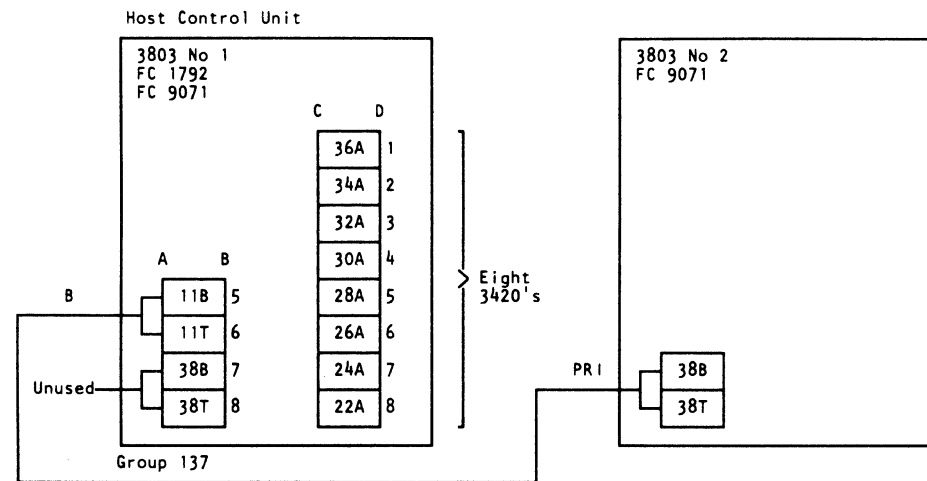 Host Control Unit
3803 No 1
FC 1792
FC 9071
C D
36A 1
34A 2
32A 3
30A 4
28A 5
26A 6
24A 7
22A 8
A B
11B 5
11T 6
38B 7
38T 8
B
Unused
Group 137
Eight
3420's
3803 No 2
FC 9071
PRI
38B
38T